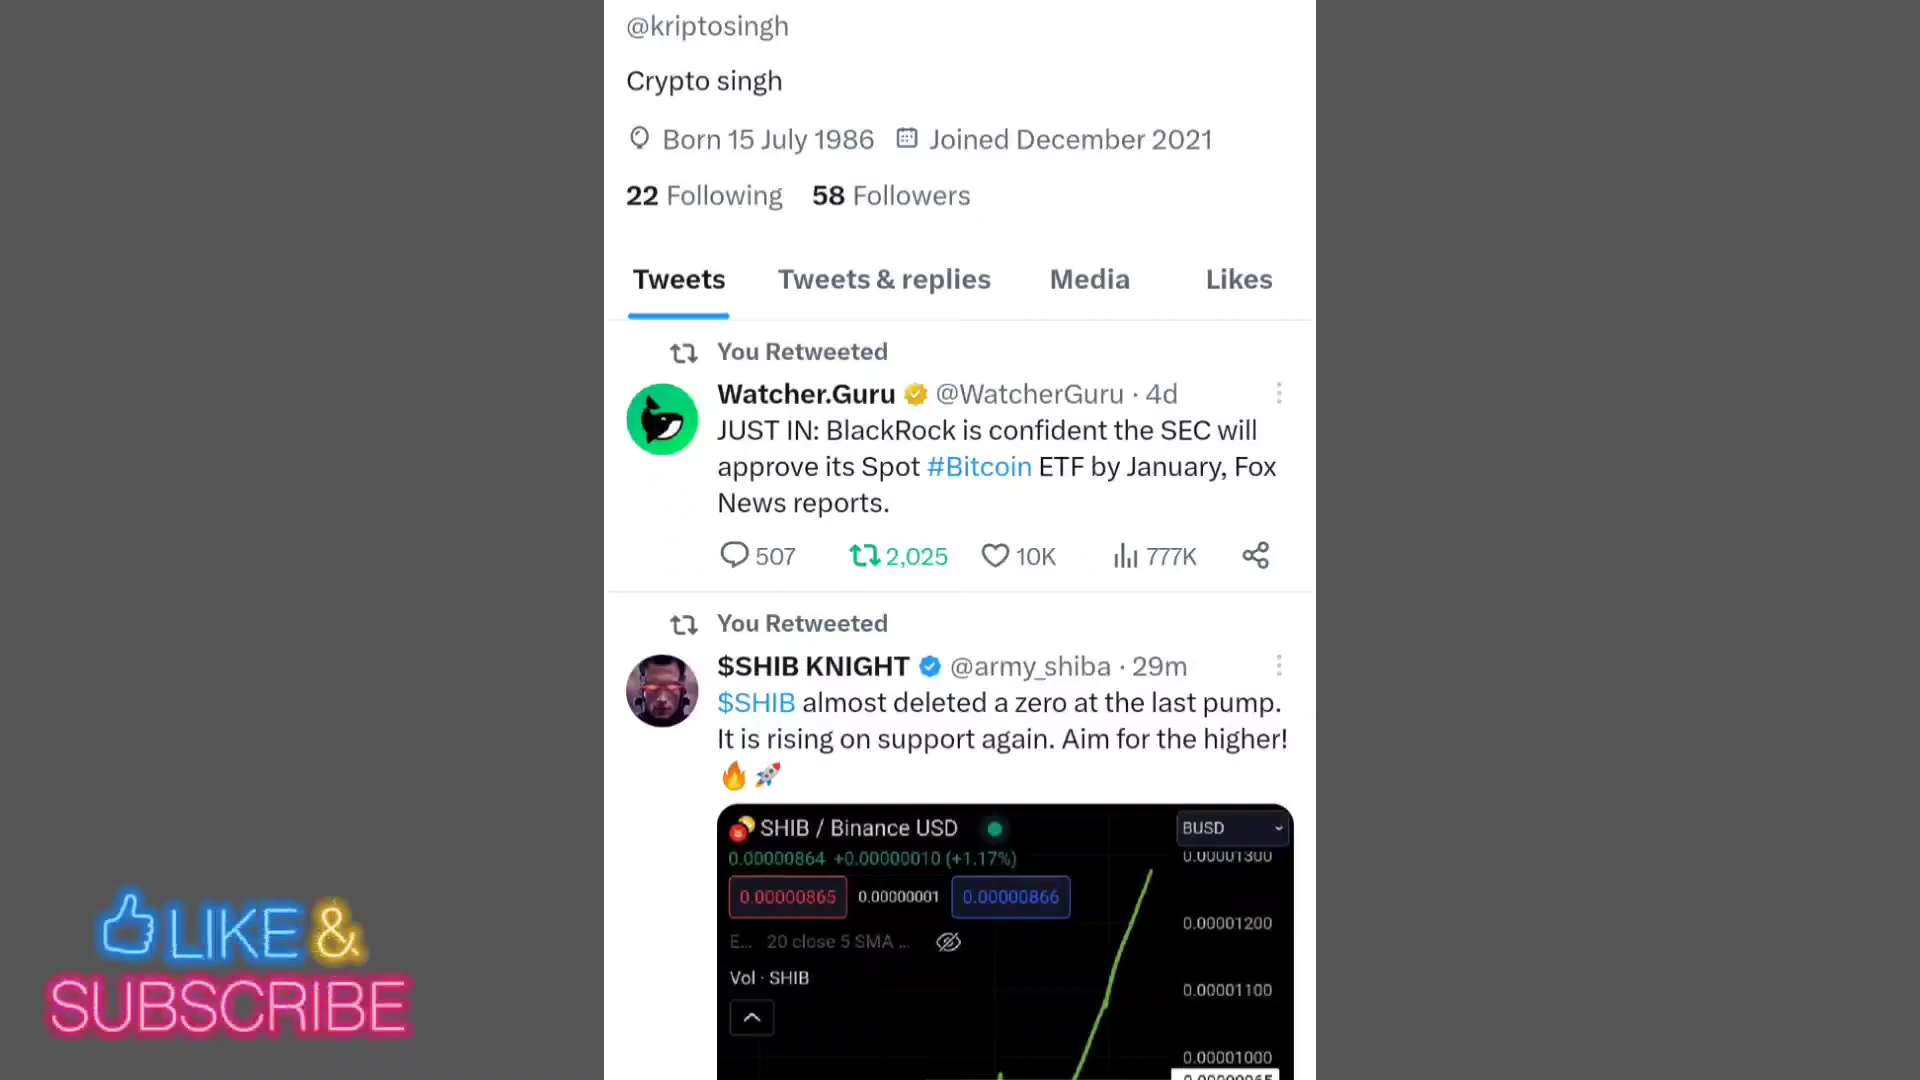 @kriptosingh
Crypto singh
Born 15 July 1986 Joined December 2021
22 Following 58 Followers
Tweets Tweets & replies Media Likes
You Retweeted
Watcher.Guru @WatcherGuru · 4d
JUST IN: BlackRock is confident the SEC will
approve its Spot #Bitcoin ETF by January, Fox
News reports.
507 2,025 10K 777K
You Retweeted
$SHIB KNIGHT @army_shiba · 29m
$SHIB almost deleted a zero at the last pump.
It is rising on support again. Aim for the higher!
🔥 🚀
SHIB / Binance USD BUSD
0.00000864 +0.00000010 (+1.17%) 0.00001300
0.00000865 0.00000001 0.00000866
0.00001200
E... 20 close 5 SMA ...
Vol · SHIB
0.00001100
0.00001000
LIKE &
SUBSCRIBE